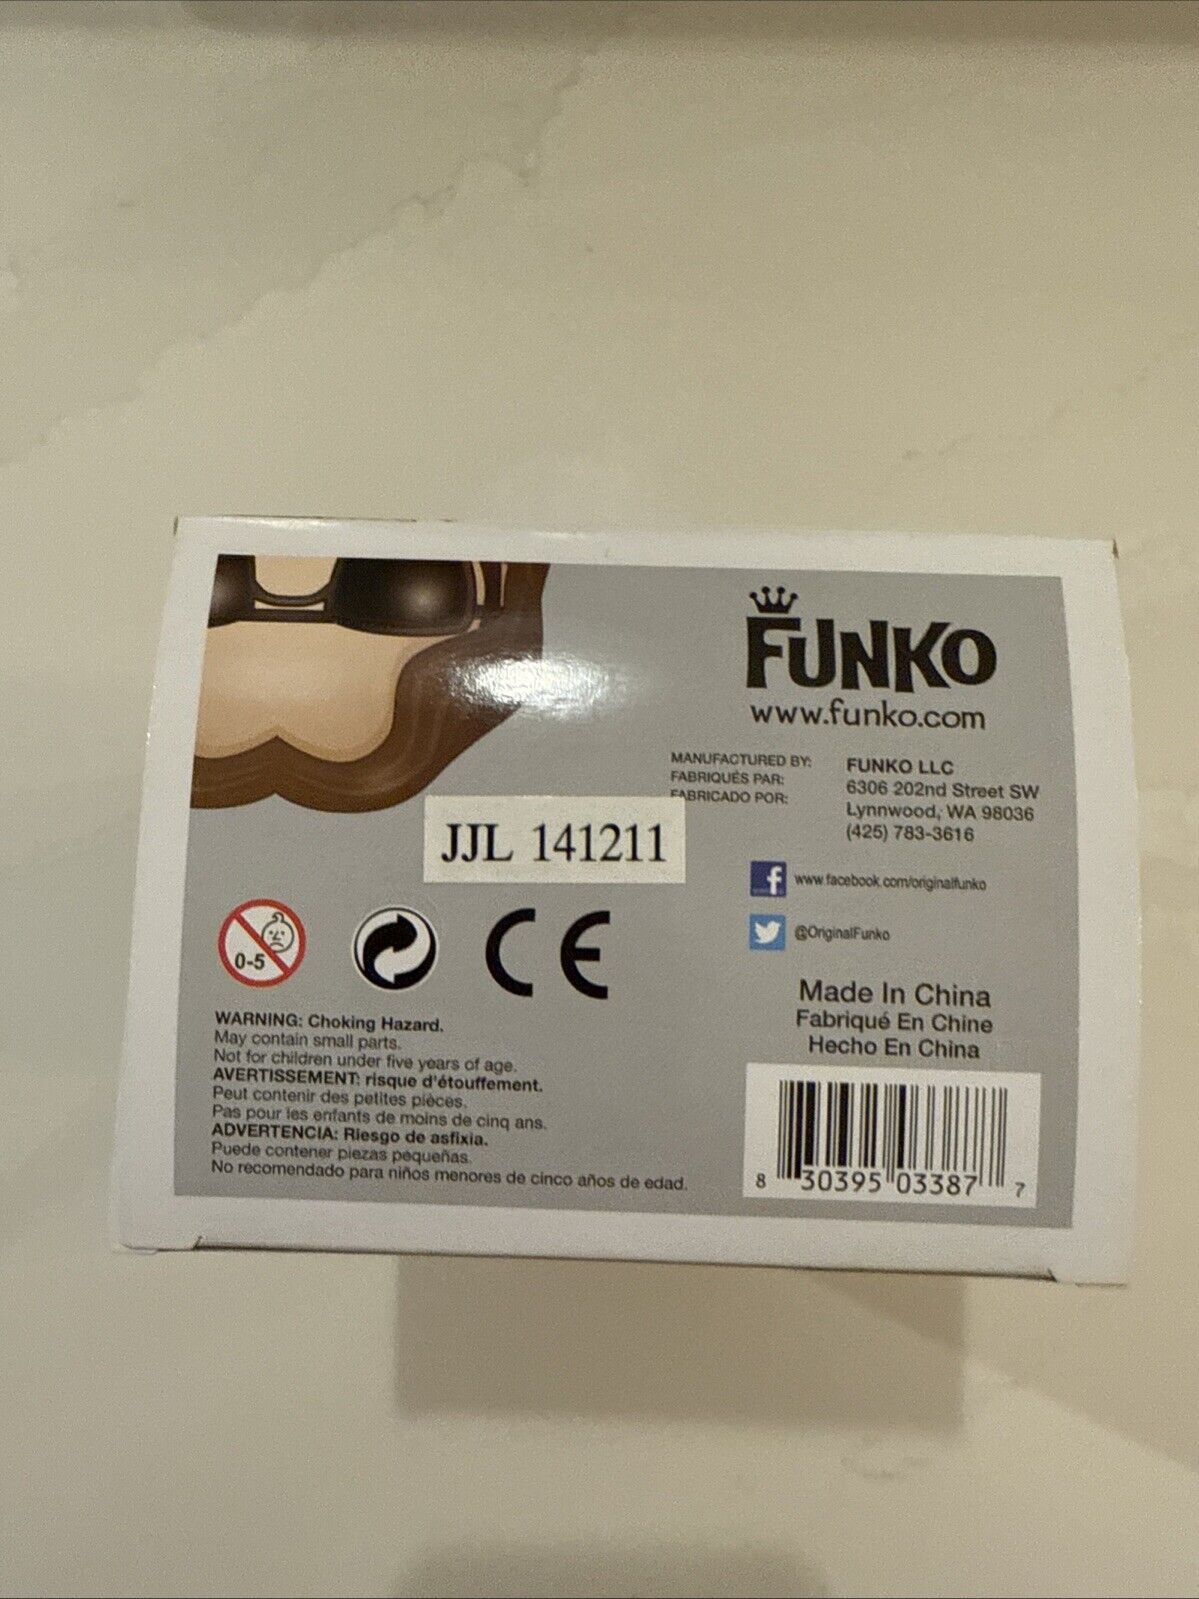 FUNKO
www.funko.com
MANUFACTURED BY:
FABRIQUÉS PAR:
FABRICADO POR:
FUNKO LLC
6306 202nd Street SW
Lynnwood, WA 98036
(425) 783-3616
JJL 141211
f www.facebook.com/originalfunko
@OriginalFunko
0-5
CE
WARNING: Choking Hazard.
May contain small parts.
Not for children under five years of age.
AVERTISSEMENT: risque d'étouffement.
Peut contenir des petites pièces.
Pas pour les enfants de moins de cinq ans.
ADVERTENCIA: Riesgo de asfixia.
Puede contener piezas pequeñas.
No recomendado para niños menores de cinco años de edad.
Made In China
Fabriqué En Chine
Hecho En China
8 30395 03387 7